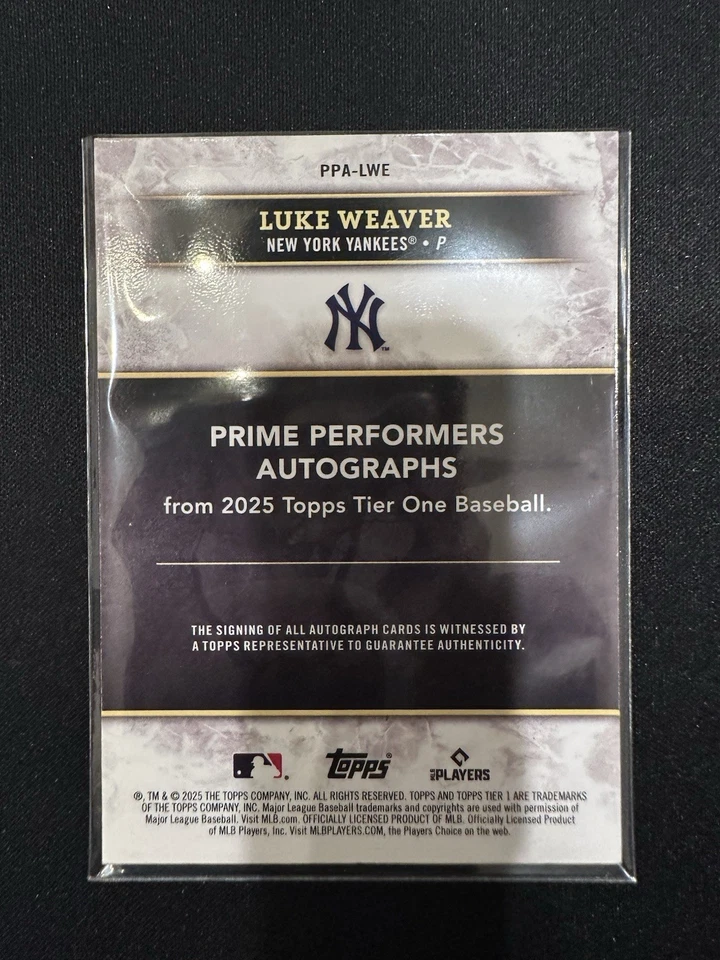 PPA-LWE
LUKE WEAVER
NEW YORK YANKEES® • P
NY™
PRIME PERFORMERS
AUTOGRAPHS
from 2025 Topps Tier One Baseball.
THE SIGNING OF ALL AUTOGRAPH CARDS IS WITNESSED BY
A TOPPS REPRESENTATIVE TO GUARANTEE AUTHENTICITY.
Topps® MLB PLAYERS
®, TM & © 2025 THE TOPPS COMPANY, INC. ALL RIGHTS RESERVED. TOPPS AND TOPPS TIER 1 ARE TRADEMARKS
OF THE TOPPS COMPANY, INC. Major League Baseball trademarks and copyrights are used with permission of
Major League Baseball. Visit MLB.com. OFFICIALLY LICENSED PRODUCT OF MLB. Officially Licensed Product
of MLB Players, Inc. Visit MLBPLAYERS.COM, the Players Choice on the web.